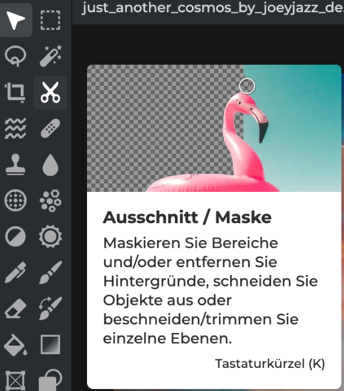 just_another_cosmos_by_joeyjazz_de
Ausschnitt / Maske
Maskieren Sie Bereiche
und/oder entfernen Sie
Hintergründe, schneiden Sie
Objekte aus oder
beschneiden/trimmen Sie
einzelne Ebenen.
Tastaturkürzel (K)